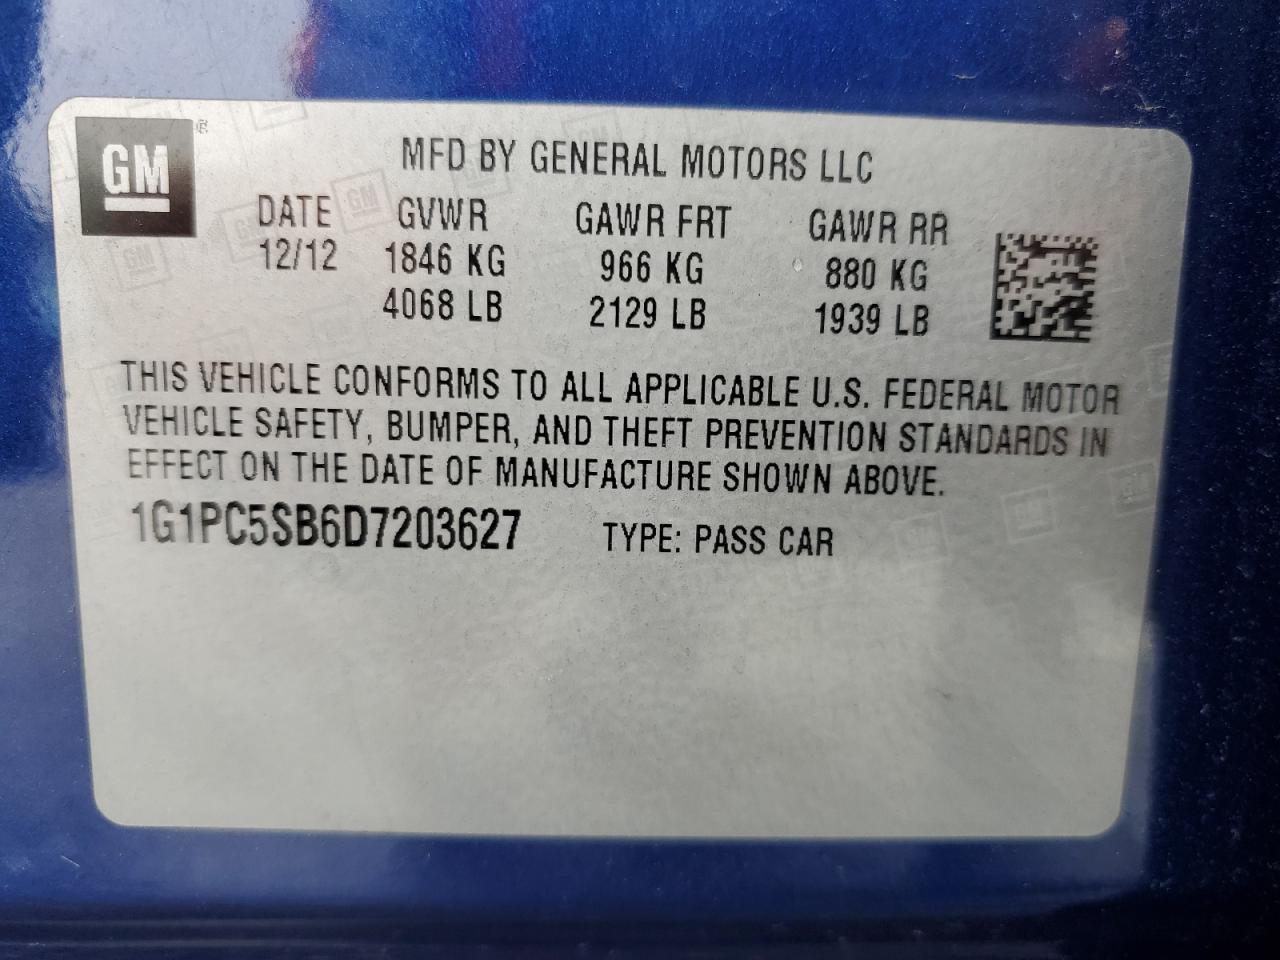 GM ®
MFD BY GENERAL MOTORS LLC
DATE GVWR GAWR FRT GAWR RR
12/12 1846 KG 966 KG 880 KG
4068 LB 2129 LB 1939 LB
THIS VEHICLE CONFORMS TO ALL APPLICABLE U.S. FEDERAL MOTOR
VEHICLE SAFETY, BUMPER, AND THEFT PREVENTION STANDARDS IN
EFFECT ON THE DATE OF MANUFACTURE SHOWN ABOVE.
1G1PC5SB6D7203627 TYPE: PASS CAR